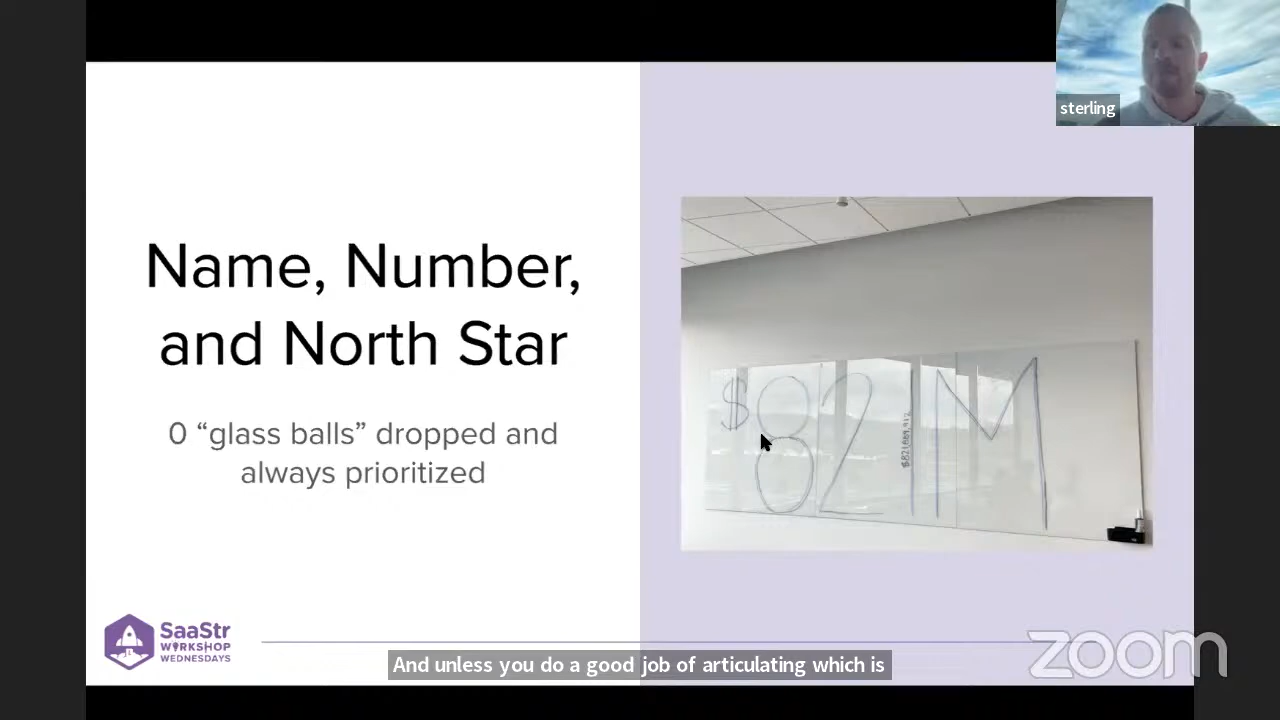 sterling
Name, Number,
and North Star
0 “glass balls” dropped and
always prioritized
$821M
SaaStr
WORKSHOP
WEDNESDAYS
And unless you do a good job of articulating which is
zoom